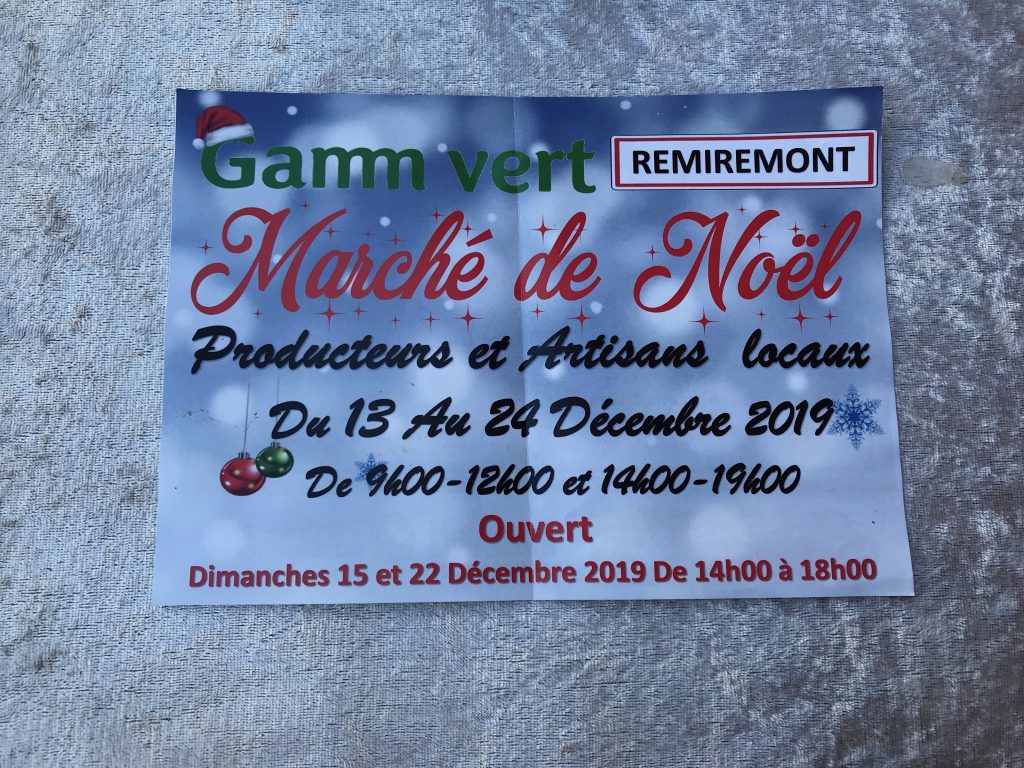 Gamm vert REMIREMONT
Marché de Noël
Producteurs et Artisans locaux
Du 13 Au 24 Décembre 2019
De 9h00-12h00 et 14h00-19h00
Ouvert
Dimanches 15 et 22 Décembre 2019 De 14h00 à 18h00